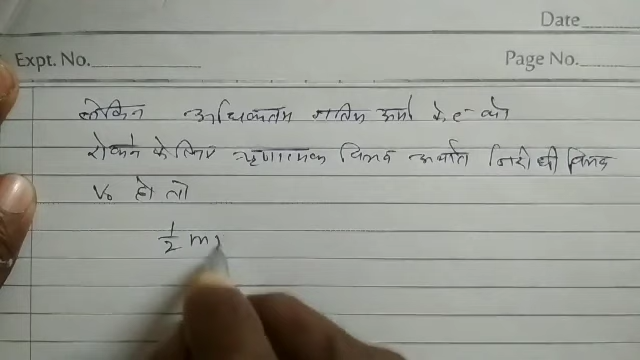 Date
Expt. No.
Page No.
लेकिन अधिकतम गतिज ऊर्जा के e⁻ को
रोकने के लिए ऋणात्मक विभव अर्थात निरोधी विभव
V₀ हो तो
1/2 m